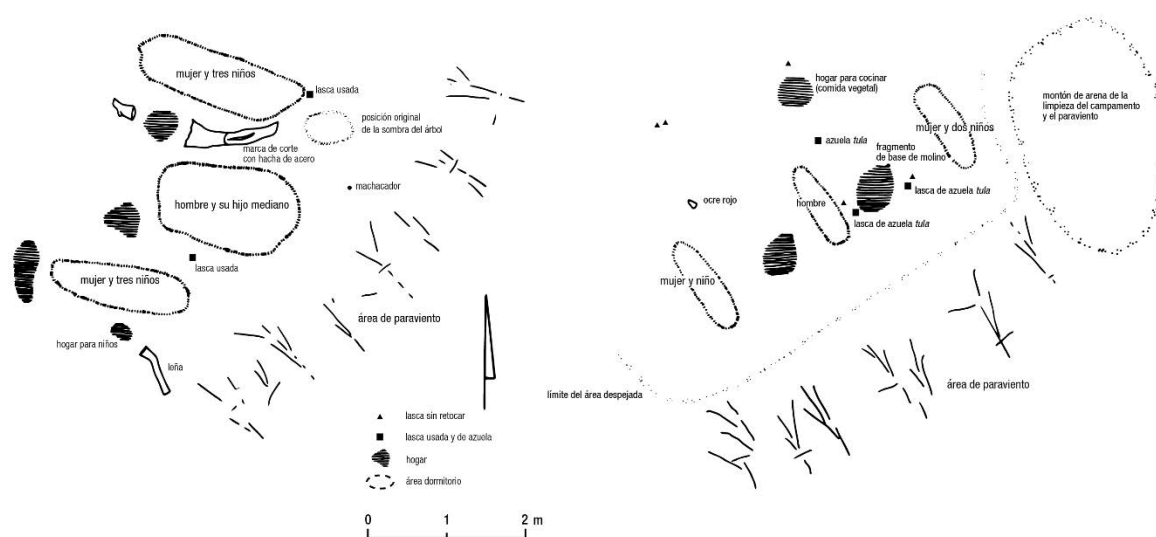 mujer y tres niños
lasca usada
posición original
de la sombra del árbol
marca de corte
con hacha de acero
machacador
hombre y su hijo mediano
lasca usada
mujer y tres niños
hogar para niños
leña
área de paraviento
lasca sin retocar
lasca usada y de azuela
hogar
área dormitorio
0 1 2 m
hogar para cocinar
(comida vegetal)
montón de arena de la
limpieza del campamento
y el paraviento
mujer y dos niños
azuela tula
fragmento
de base de molino
lasca de azuela tula
ocre rojo
hombre
lasca de azuela tula
mujer y niño
límite del área despejada
área de paraviento